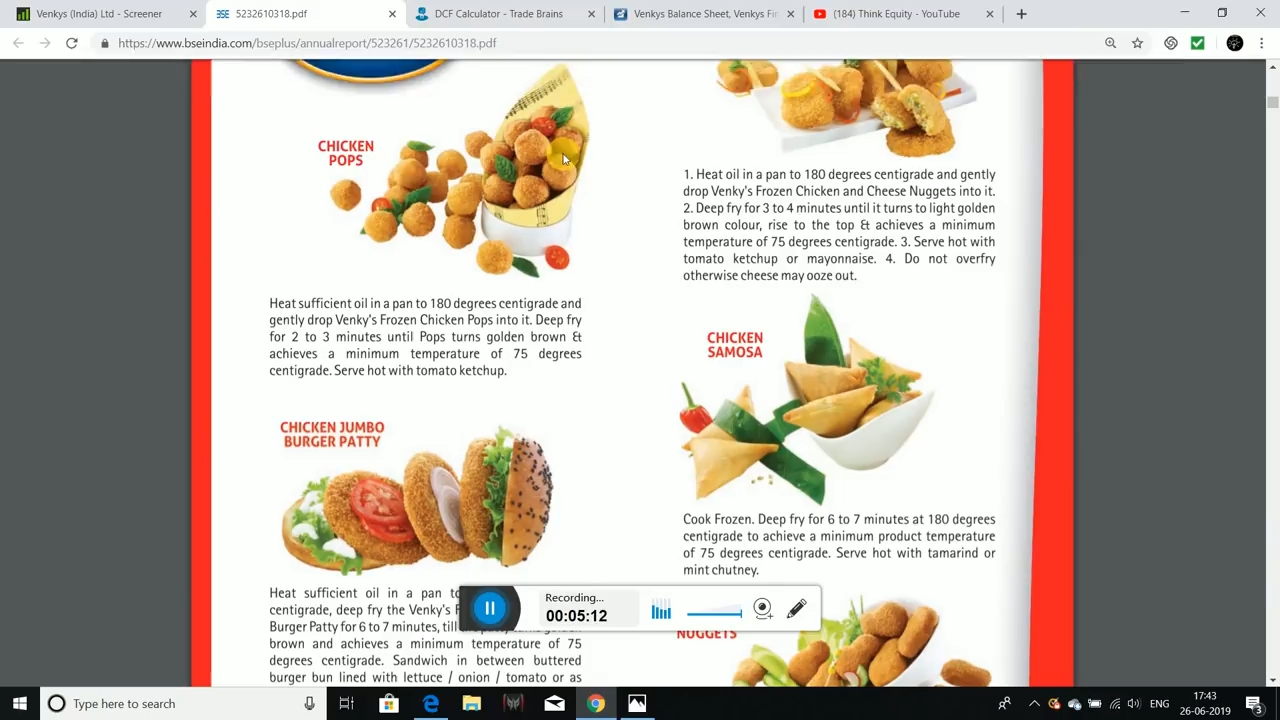 Venkys (India) Ltd - Screener
5232610318.pdf
DCF Calculator - Trade Brains
Venkys Balance Sheet, Venkys Fin
(184) Think Equity - YouTube
https://www.bseindia.com/bseplus/annualreport/523261/5232610318.pdf
CHICKEN
POPS
Heat sufficient oil in a pan to 180 degrees centigrade and
gently drop Venky's Frozen Chicken Pops into it. Deep fry
for 2 to 3 minutes until Pops turns golden brown &
achieves a minimum temperature of 75 degrees
centigrade. Serve hot with tomato ketchup.
CHICKEN JUMBO
BURGER PATTY
Heat sufficient oil in a pan to
centigrade, deep fry the Venky's
Burger Patty for 6 to 7 minutes, till
brown and achieves a minimum temperature of 75
degrees centigrade. Sandwich in between buttered
burger bun lined with lettuce / onion / tomato or as
1. Heat oil in a pan to 180 degrees centigrade and gently
drop Venky's Frozen Chicken and Cheese Nuggets into it.
2. Deep fry for 3 to 4 minutes until it turns to light golden
brown colour, rise to the top & achieves a minimum
temperature of 75 degrees centigrade. 3. Serve hot with
tomato ketchup or mayonnaise. 4. Do not overfry
otherwise cheese may ooze out.
CHICKEN
SAMOSA
Cook Frozen. Deep fry for 6 to 7 minutes at 180 degrees
centigrade to achieve a minimum product temperature
of 75 degrees centigrade. Serve hot with tamarind or
mint chutney.
NUGGETS
Recording...
00:05:12
Type here to search
ENG
17:43
26-06-2019
3